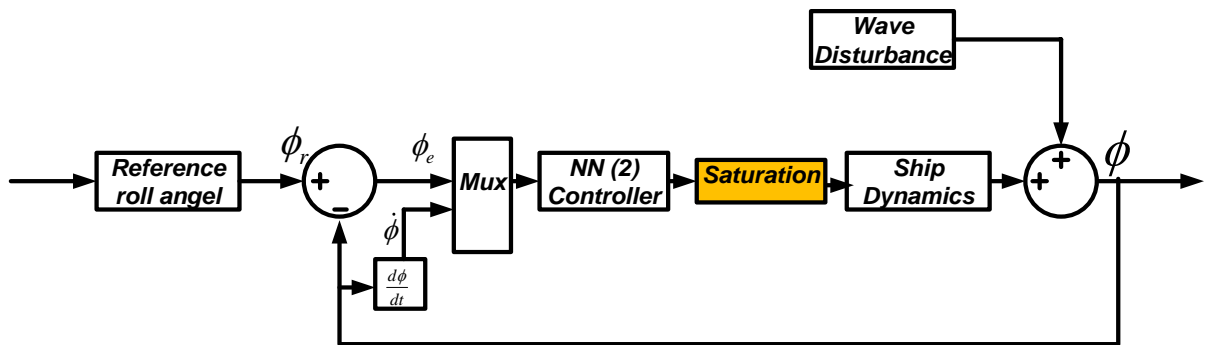 Wave
Disturbance
Reference
roll angel
ϕr
+
−
ϕe
ϕ̇
dϕ
dt
Mux
NN (2)
Controller
Saturation
Ship
Dynamics
+
+
ϕ